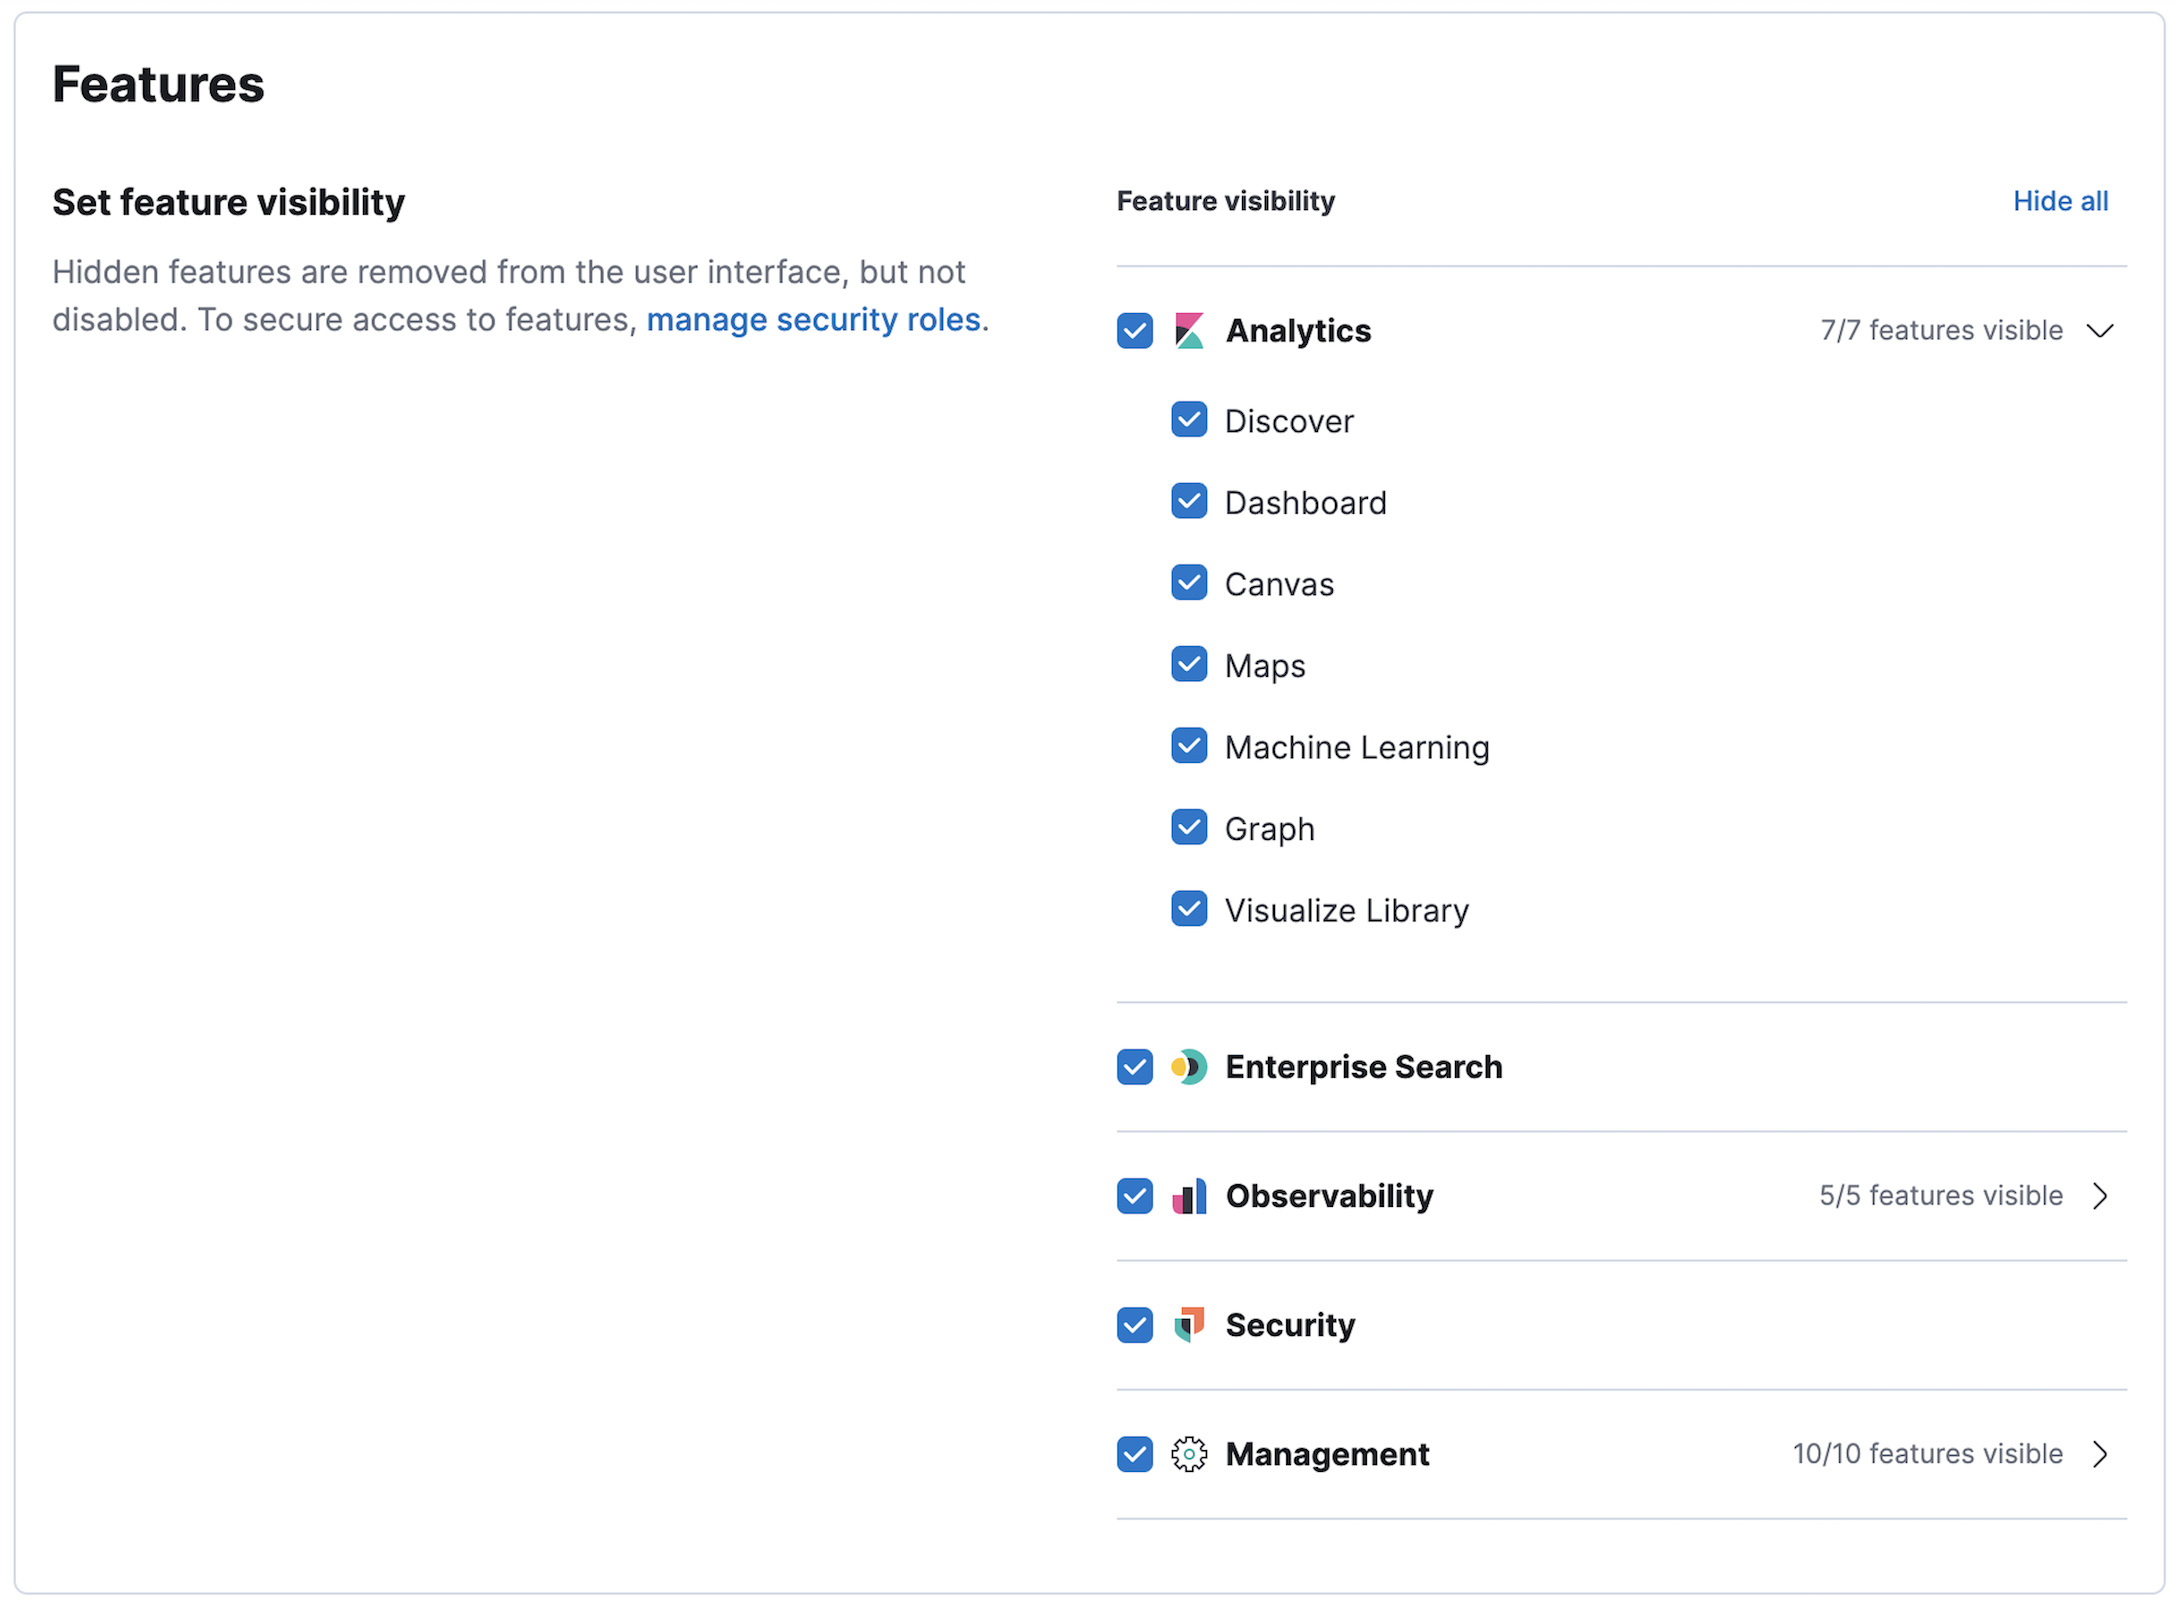 Features
Set feature visibility
Hidden features are removed from the user interface, but not
disabled. To secure access to features, manage security roles.
Feature visibility
Hide all
Analytics
7/7 features visible
Discover
Dashboard
Canvas
Maps
Machine Learning
Graph
Visualize Library
Enterprise Search
Observability
5/5 features visible
Security
Management
10/10 features visible